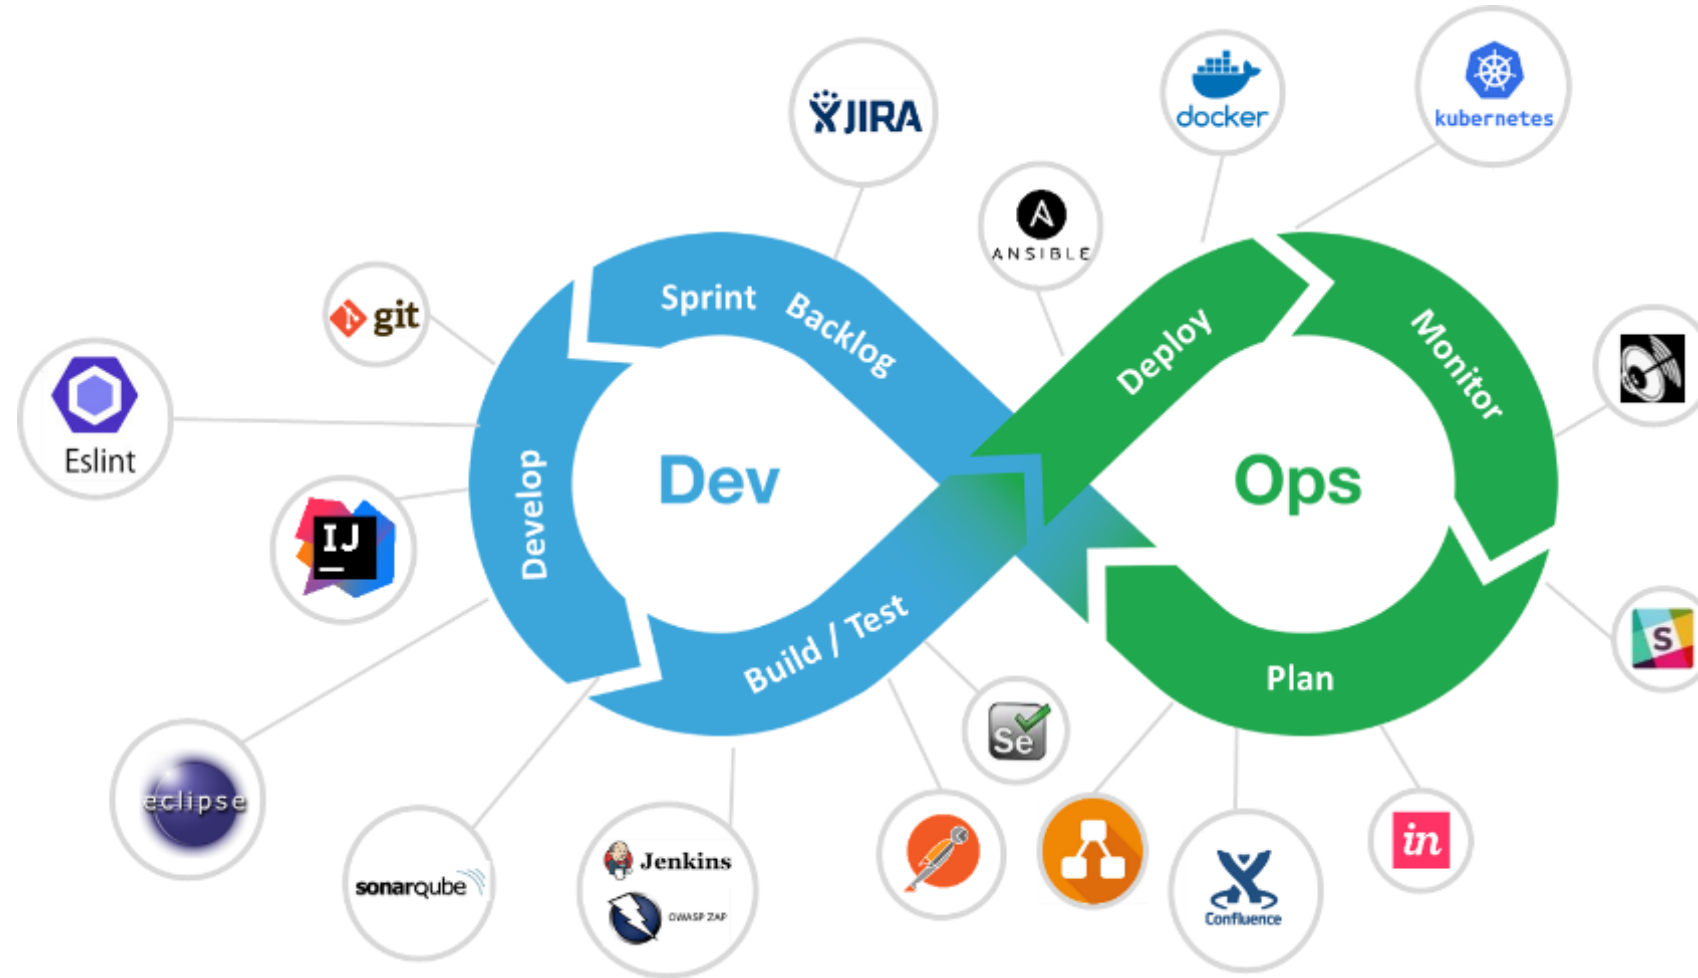 JIRA
docker
kubernetes
ANSIBLE
git
Sprint Backlog
Deploy
Monitor
Eslint
Dev
Ops
Develop
IJ
Build / Test
S
Plan
Se
eclipse
sonarqube
Jenkins
OWASP ZAP
Confluence
in